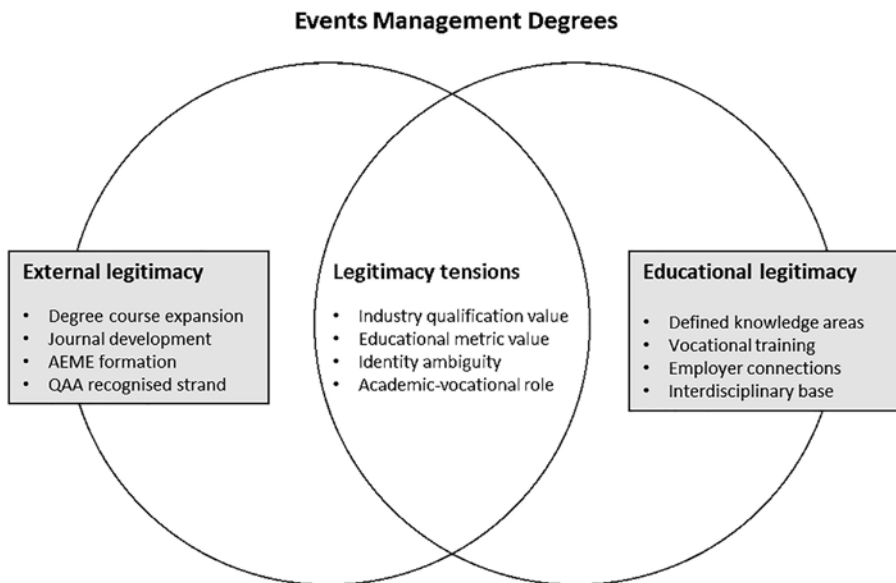 Events Management Degrees
External legitimacy
• Degree course expansion
• Journal development
• AEME formation
• QAA recognised strand
Legitimacy tensions
• Industry qualification value
• Educational metric value
• Identity ambiguity
• Academic-vocational role
Educational legitimacy
• Defined knowledge areas
• Vocational training
• Employer connections
• Interdisciplinary base